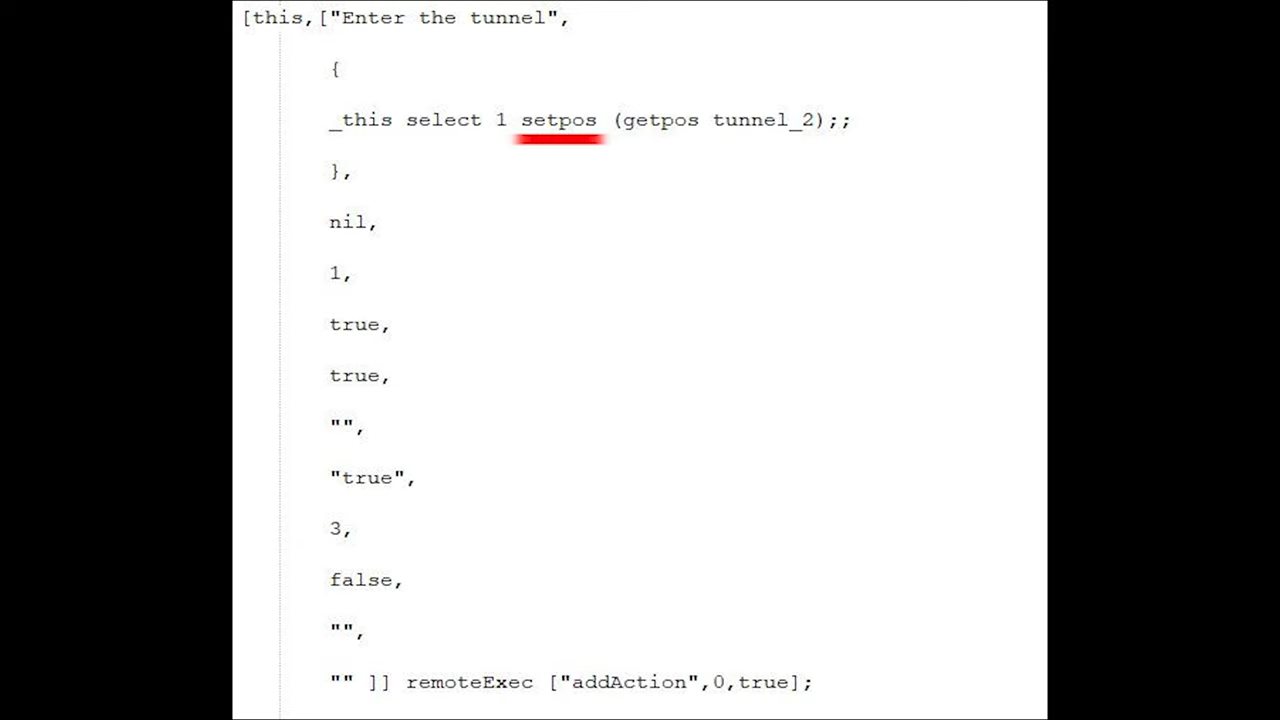 [this,["Enter the tunnel",
{
_this select 1 setpos (getpos tunnel_2);;
},
nil,
1,
true,
true,
"",
"true",
3,
false,
"",
"" ]] remoteExec ["addAction",0,true];